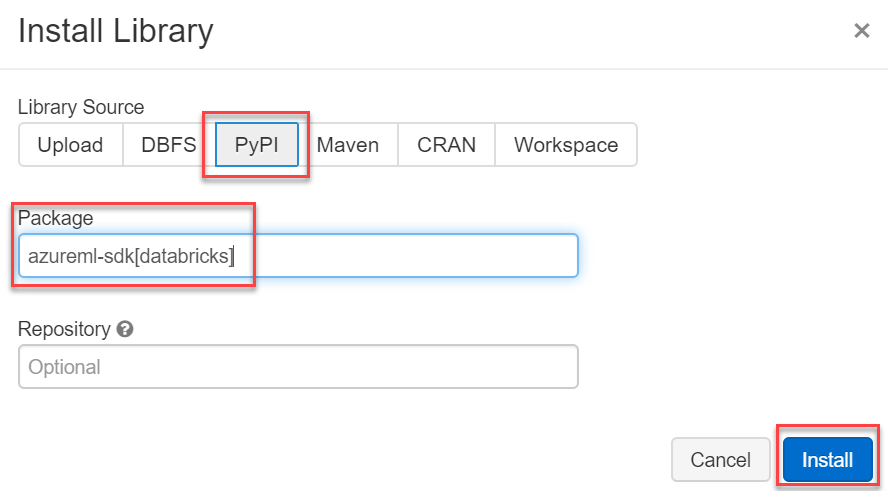 Install Library
×
Library Source
Upload DBFS PyPI Maven CRAN Workspace
Package
azureml-sdk[databricks]
Repository ?
Optional
Cancel Install